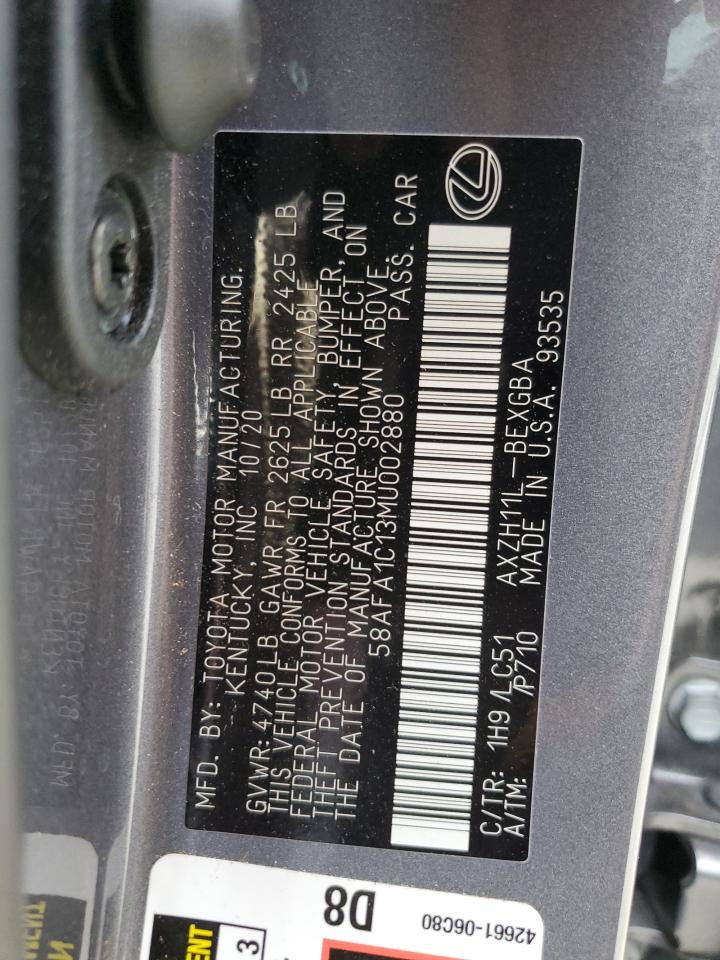 MFD. BY: TOYOTA MOTOR MANUFACTURING.
KENTUCKY, INC 10/20
GVWR 4740LB GAWR FR 2625LB RR 2425 LB
THIS VEHICLE CONFORMS TO ALL APPLICABLE
FEDERAL MOTOR VEHICLE SAFETY, BUMPER, AND
THEFT PREVENTION STANDARDS IN EFFECT ON
THE DATE OF MANUFACTURE SHOWN ABOVE.
58AFA1C13MU002880 PASS. CAR
C/TR: 1H9/LC51 AXZH11L-BEXGBA
A/TM: /P710 MADE IN U.S.A. 93535
D8
42661-06C80
3